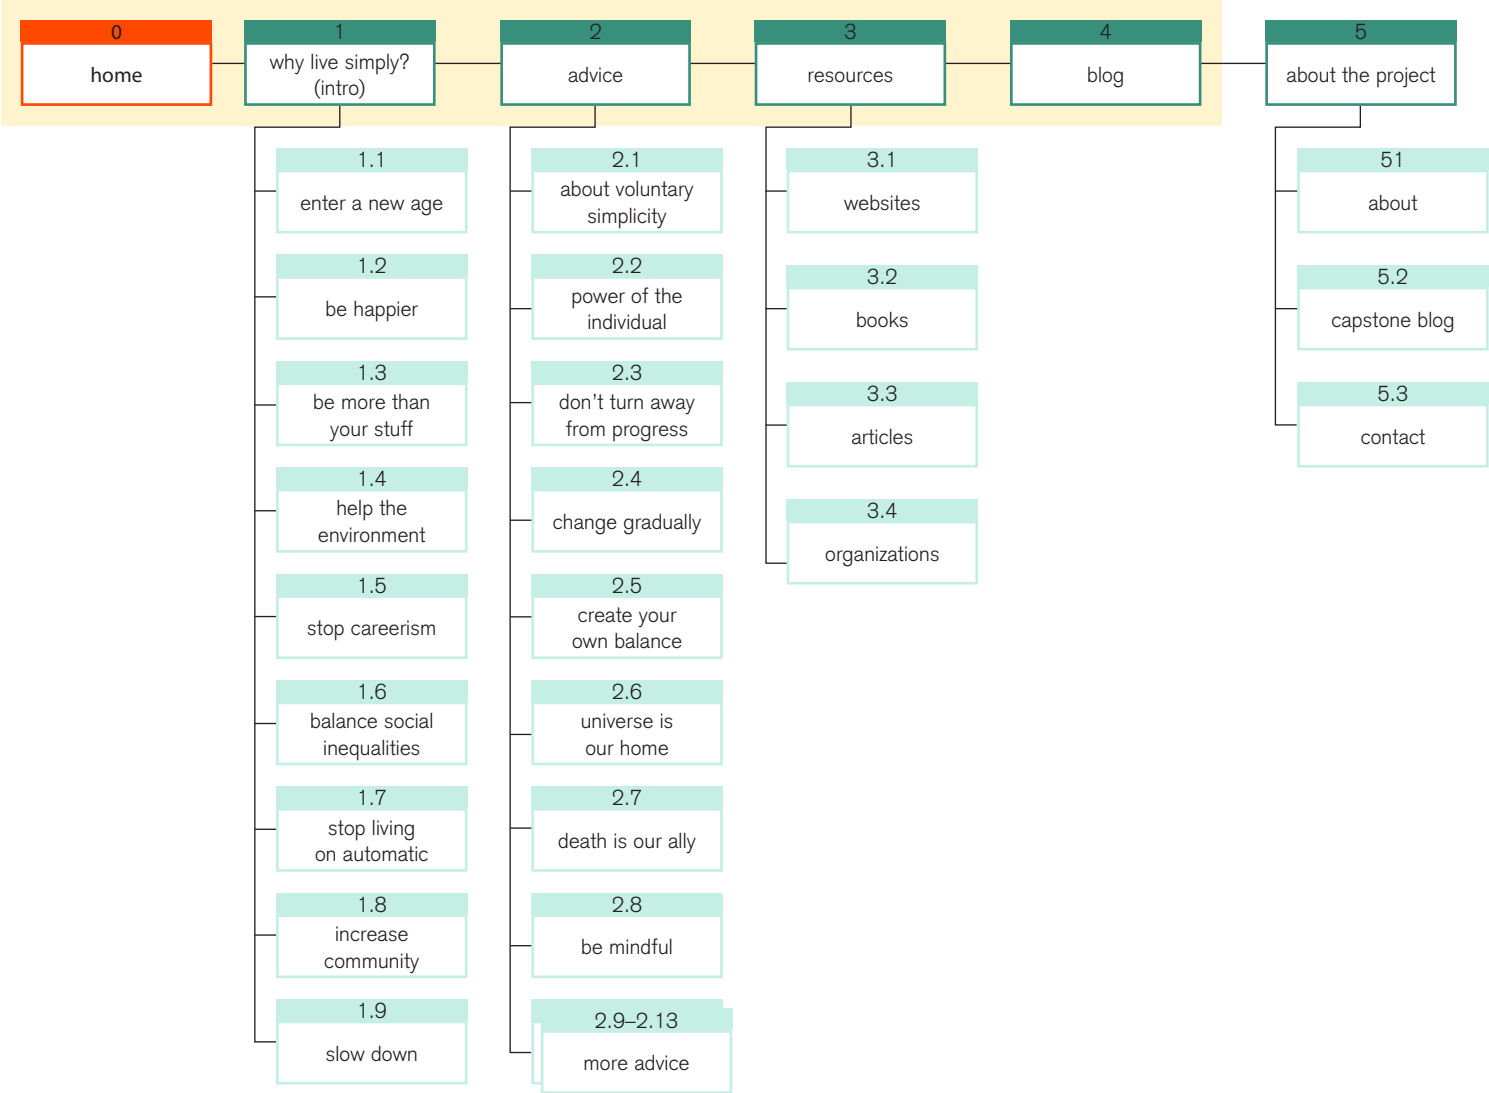 0
home
1
why live simply?
(intro)
2
advice
3
resources
4
blog
5
about the project
1.1
enter a new age
1.2
be happier
1.3
be more than
your stuff
1.4
help the
environment
1.5
stop careerism
1.6
balance social
inequalities
1.7
stop living
on automatic
1.8
increase
community
1.9
slow down
2.1
about voluntary
simplicity
2.2
power of the
individual
2.3
don't turn away
from progress
2.4
change gradually
2.5
create your
own balance
2.6
universe is
our home
2.7
death is our ally
2.8
be mindful
2.9–2.13
more advice
3.1
websites
3.2
books
3.3
articles
3.4
organizations
51
about
5.2
capstone blog
5.3
contact